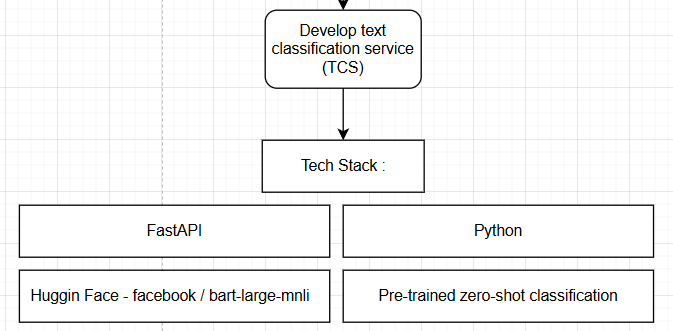 Develop text
classification service
(TCS)
Tech Stack :
FastAPI
Python
Huggin Face - facebook / bart-large-mnli
Pre-trained zero-shot classification